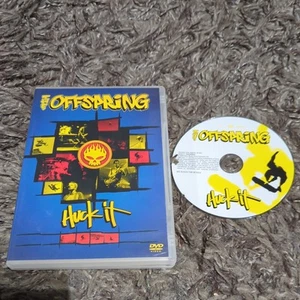 THE OFFSPRING
Huck it
DVD
THE OFFSPRING
Huck it